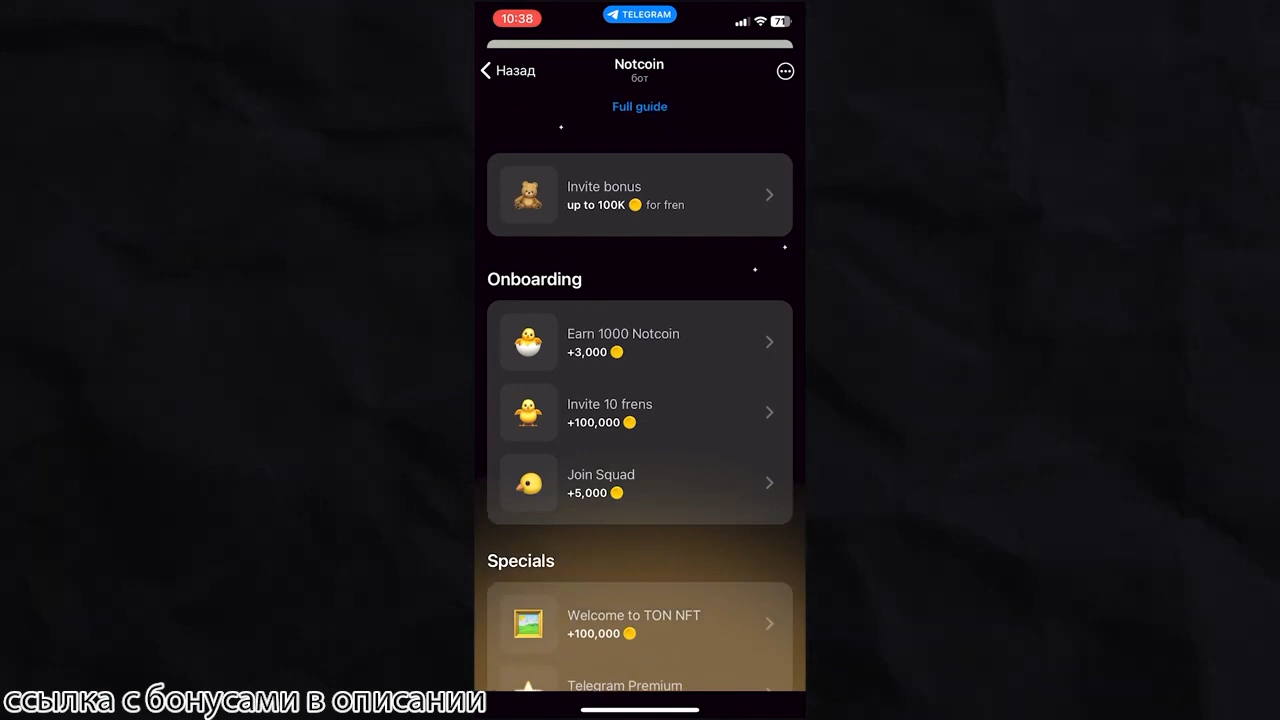 10:38
TELEGRAM
71
Назад
Notcoin
бот
Full guide
Invite bonus
up to 100K for fren
Onboarding
Earn 1000 Notcoin
+3,000
Invite 10 frens
+100,000
Join Squad
+5,000
Specials
Welcome to TON NFT
+100,000
Telegram Premium
ссылка с бонусами в описании